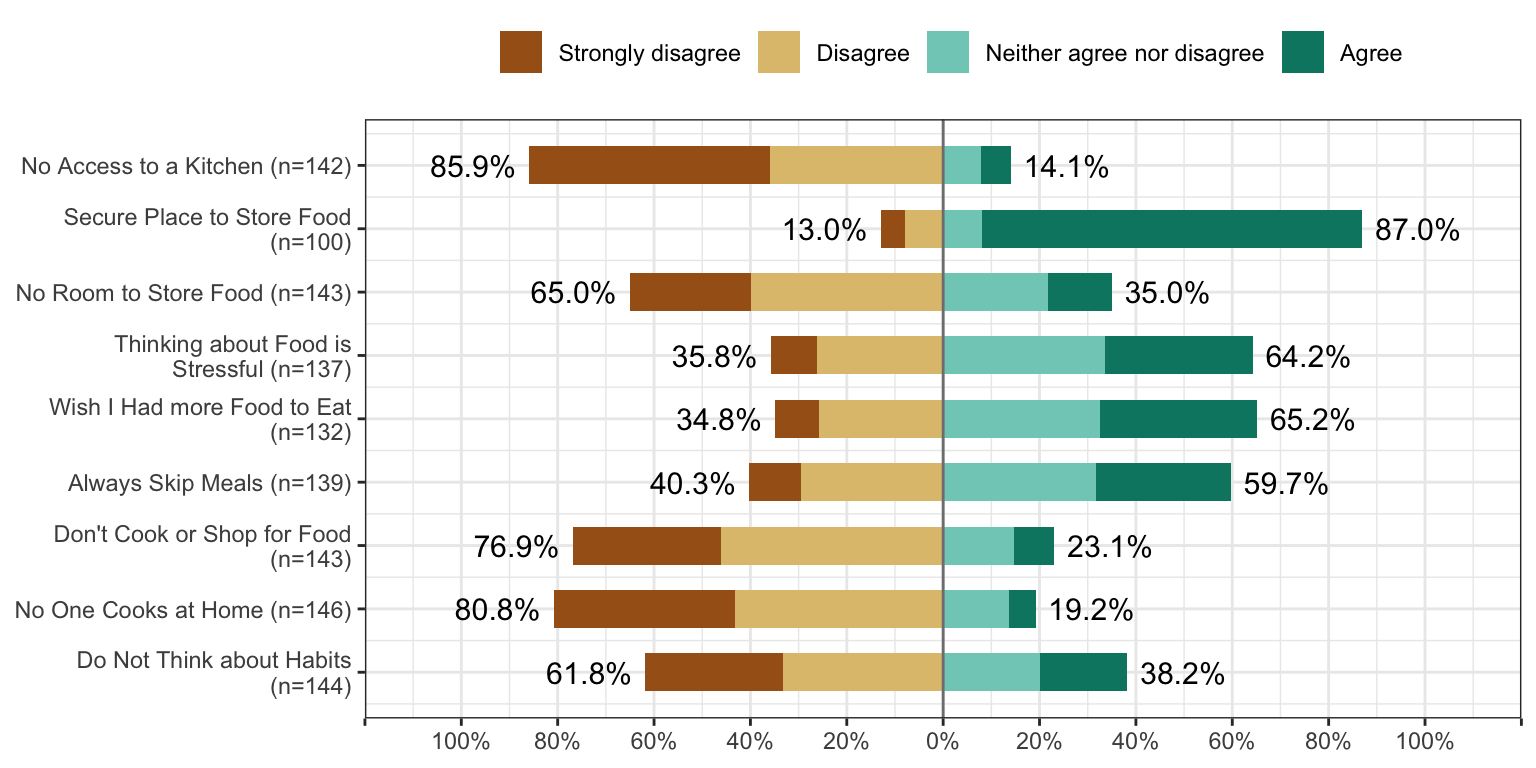 Strongly disagree Disagree Neither agree nor disagree Agree
No Access to a Kitchen (n=142) 85.9% 14.1%
Secure Place to Store Food
(n=100) 13.0% 87.0%
No Room to Store Food (n=143) 65.0% 35.0%
Thinking about Food is
Stressful (n=137) 35.8% 64.2%
Wish I Had more Food to Eat
(n=132) 34.8% 65.2%
Always Skip Meals (n=139) 40.3% 59.7%
Don't Cook or Shop for Food
(n=143) 76.9% 23.1%
No One Cooks at Home (n=146) 80.8% 19.2%
Do Not Think about Habits
(n=144) 61.8% 38.2%
100% 80% 60% 40% 20% 0% 20% 40% 60% 80% 100%